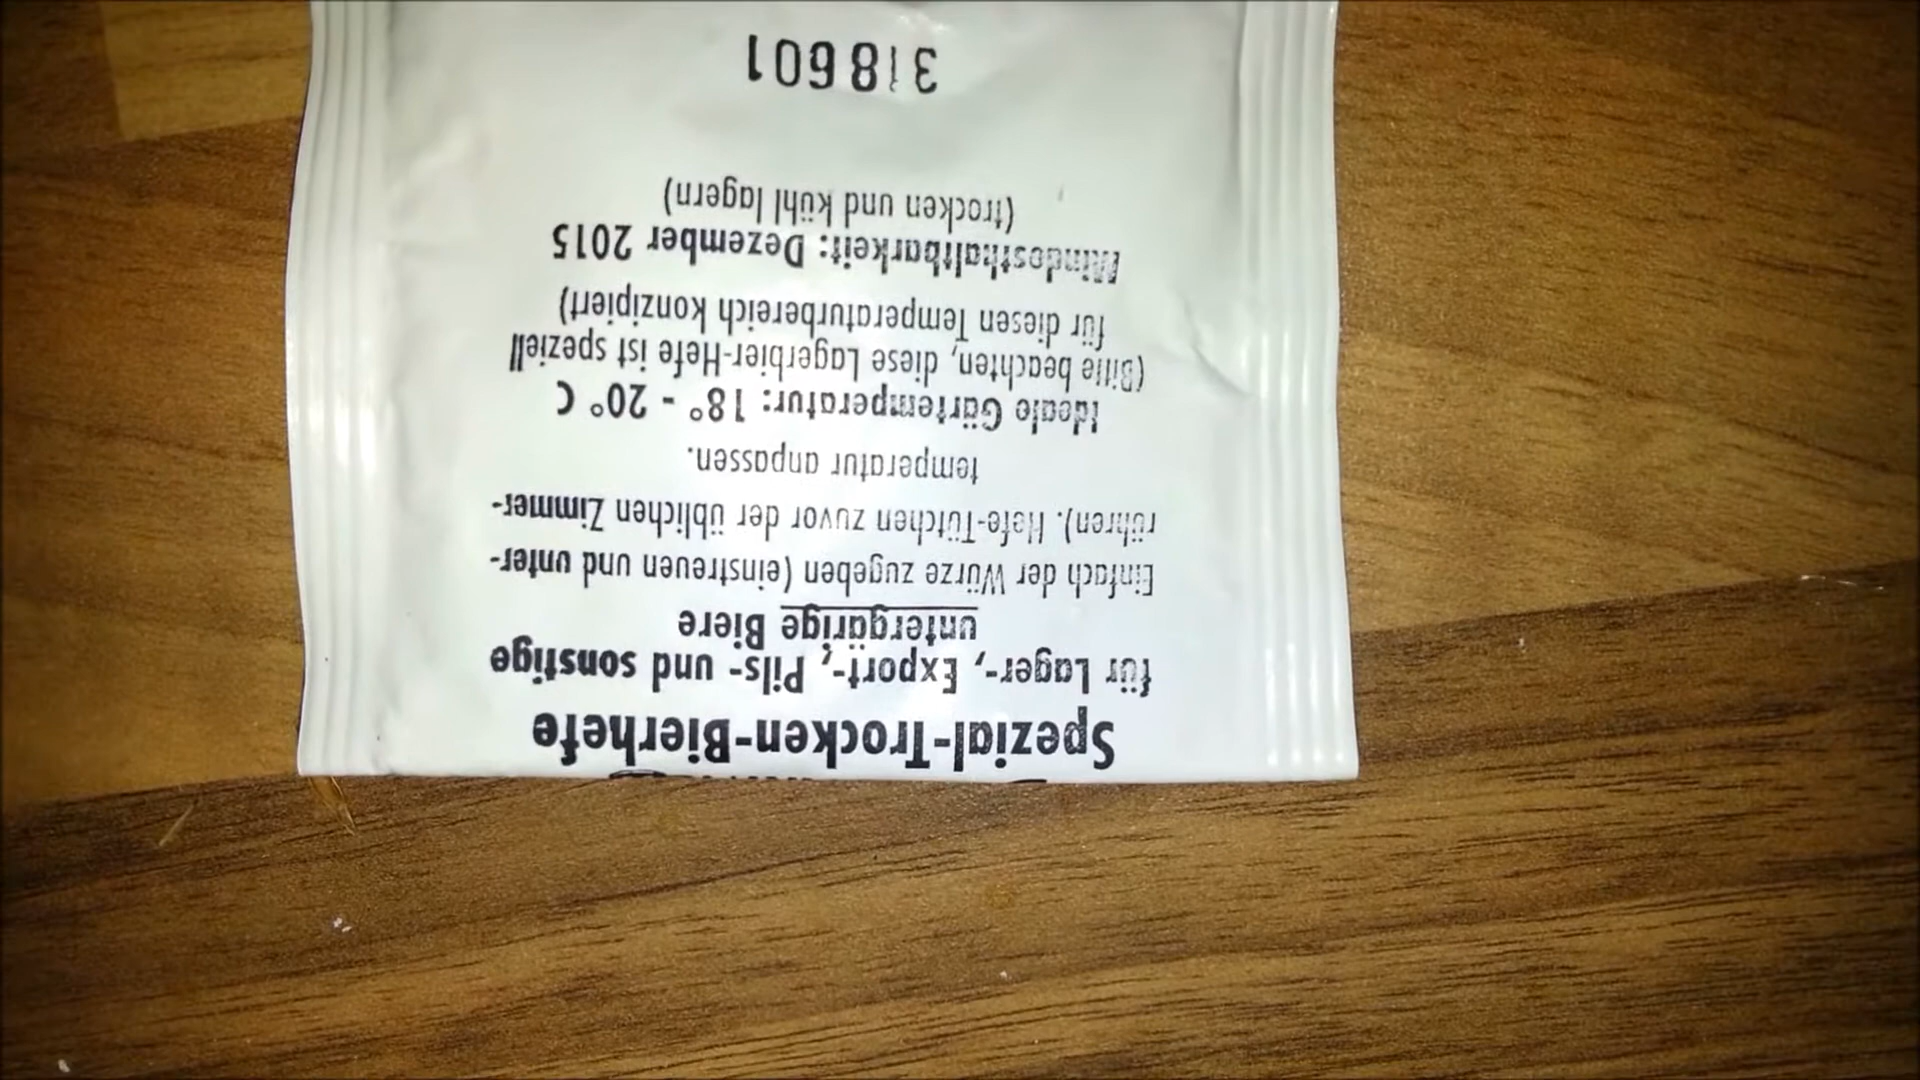 Spezial-Trocken-Bierhefe
für Lager-, Export-, Pils- und sonstige
untergärige Biere
Einfach der Würze zugeben (einstreuen und unter-
rühren). Hefe-Tütchen zuvor der üblichen Zimmer-
temperatur anpassen.
Ideale Gärtemperatur: 18° - 20° C
(Bitte beachten, diese Lagerbier-Hefe ist speziell
für diesen Temperaturbereich konzipiert)
Mindesthaltbarkeit: Dezember 2015
(trocken und kühl lagern)
318601